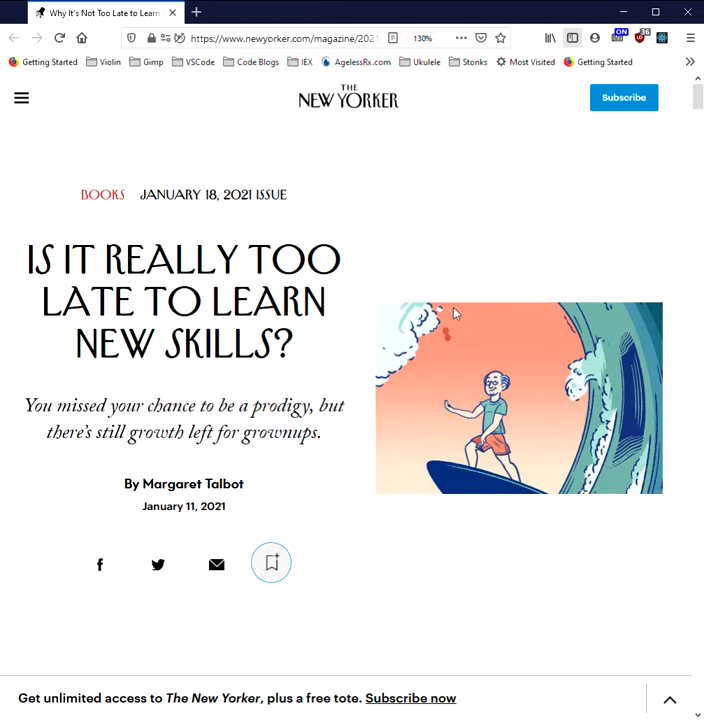 Why It's Not Too Late to Learn
https://www.newyorker.com/magazine/202
130%
ON
36
Getting Started
Violin
Gimp
VSCode
Code Blogs
IEX
AgelessRx.com
Ukulele
Stonks
Most Visited
Getting Started
THE
NEW YORKER
Subscribe
BOOKS JANUARY 18, 2021 ISSUE
IS IT REALLY TOO
LATE TO LEARN
NEW SKILLS?
You missed your chance to be a prodigy, but
there's still growth left for grownups.
By Margaret Talbot
January 11, 2021
Get unlimited access to The New Yorker, plus a free tote. Subscribe now